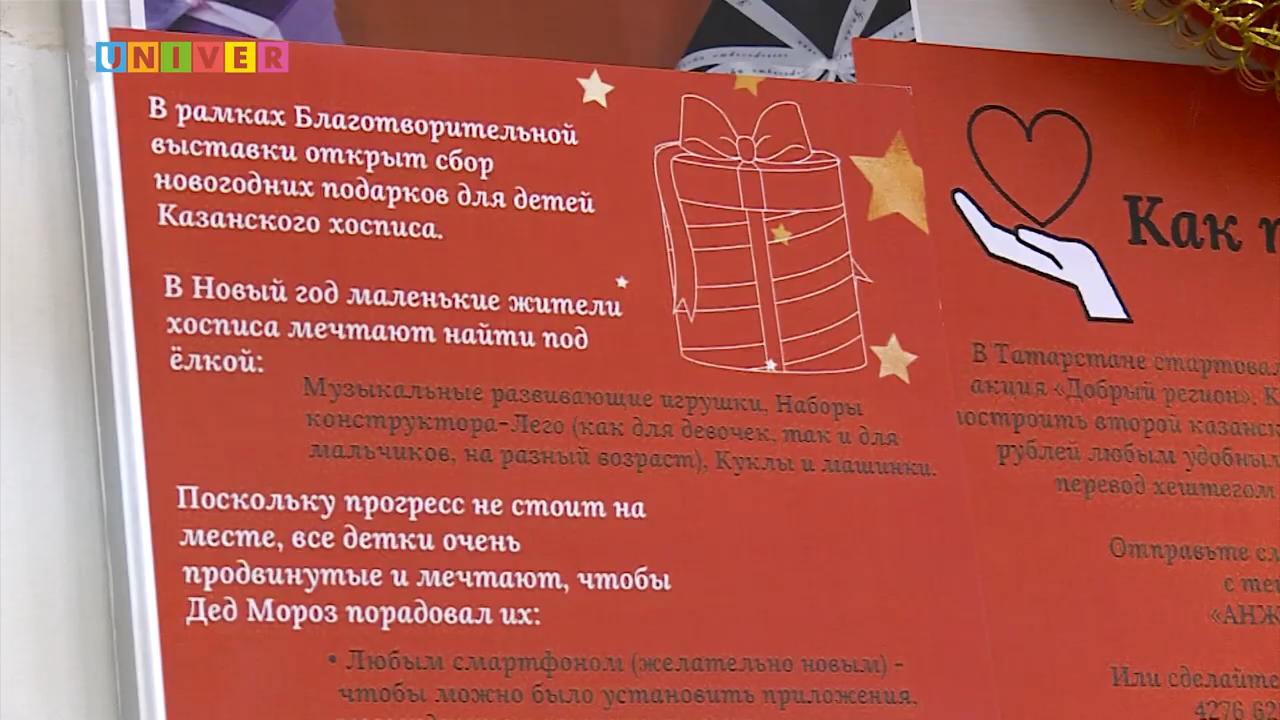 UNIVER
В рамках Благотворительной
выставки открыт сбор
новогодних подарков для детей
Казанского хосписа.
В Новый год маленькие жители
хосписа мечтают найти под
ёлкой:
Музыкальные развивающие игрушки, Наборы
конструктора-Лего (как для девочек, так и для
мальчиков, на разный возраст), Куклы и машинки.
Поскольку прогресс не стоит на
месте, все детки очень
продвинутые и мечтают, чтобы
Дед Мороз порадовал их:
• Любым смартфоном (желательно новым) -
чтобы можно было установить приложения,
Как
В Татарстане стартовал
акция «Добрый регион». К
построить второй казанск
рублей любым удобным
перевод хештегом
Отправьте
с
«АНЖ
Или сделайте
4276 62